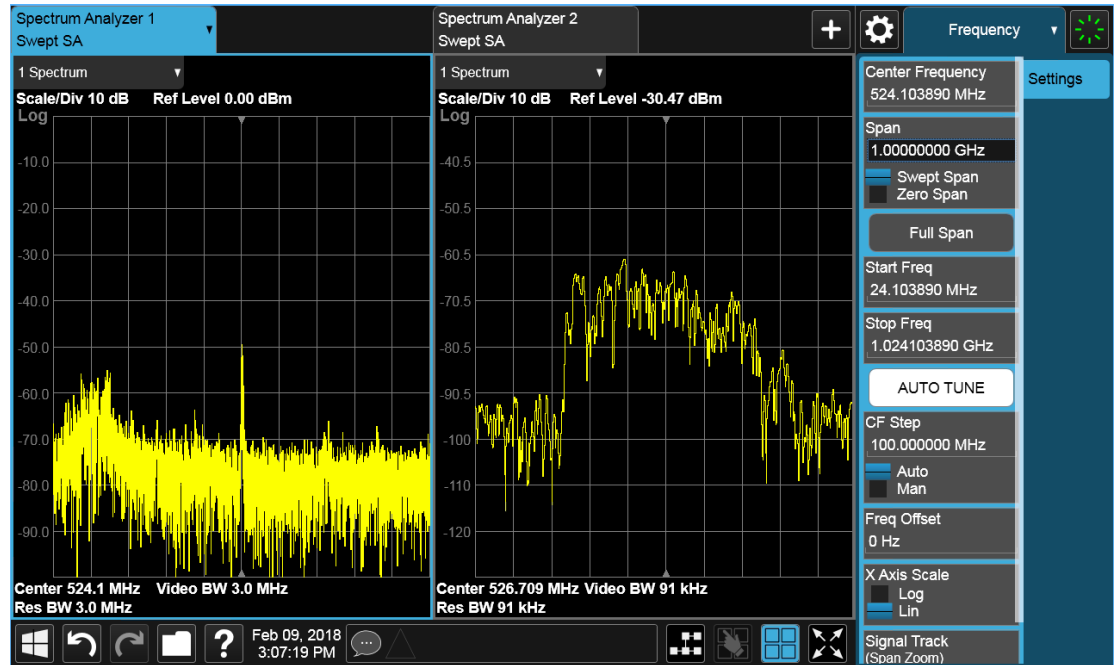 Spectrum Analyzer 1
Swept SA
Spectrum Analyzer 2
Swept SA
+
Frequency
1 Spectrum
Scale/Div 10 dB Ref Level 0.00 dBm
Log
-10.0
-20.0
-30.0
-40.0
-50.0
-60.0
-70.0
-80.0
-90.0
Center 524.1 MHz Video BW 3.0 MHz
Res BW 3.0 MHz
1 Spectrum
Scale/Div 10 dB Ref Level -30.47 dBm
Log
-40.5
-50.5
-60.5
-70.5
-80.5
-90.5
-100
-110
-120
Center 526.709 MHz Video BW 91 kHz
Res BW 91 kHz
Settings
Center Frequency
524.103890 MHz
Span
1.00000000 GHz
Swept Span
Zero Span
Full Span
Start Freq
24.103890 MHz
Stop Freq
1.024103890 GHz
AUTO TUNE
CF Step
100.000000 MHz
Auto
Man
Freq Offset
0 Hz
X Axis Scale
Log
Lin
Signal Track
(Span Zoom)
?
Feb 09, 2018
3:07:19 PM